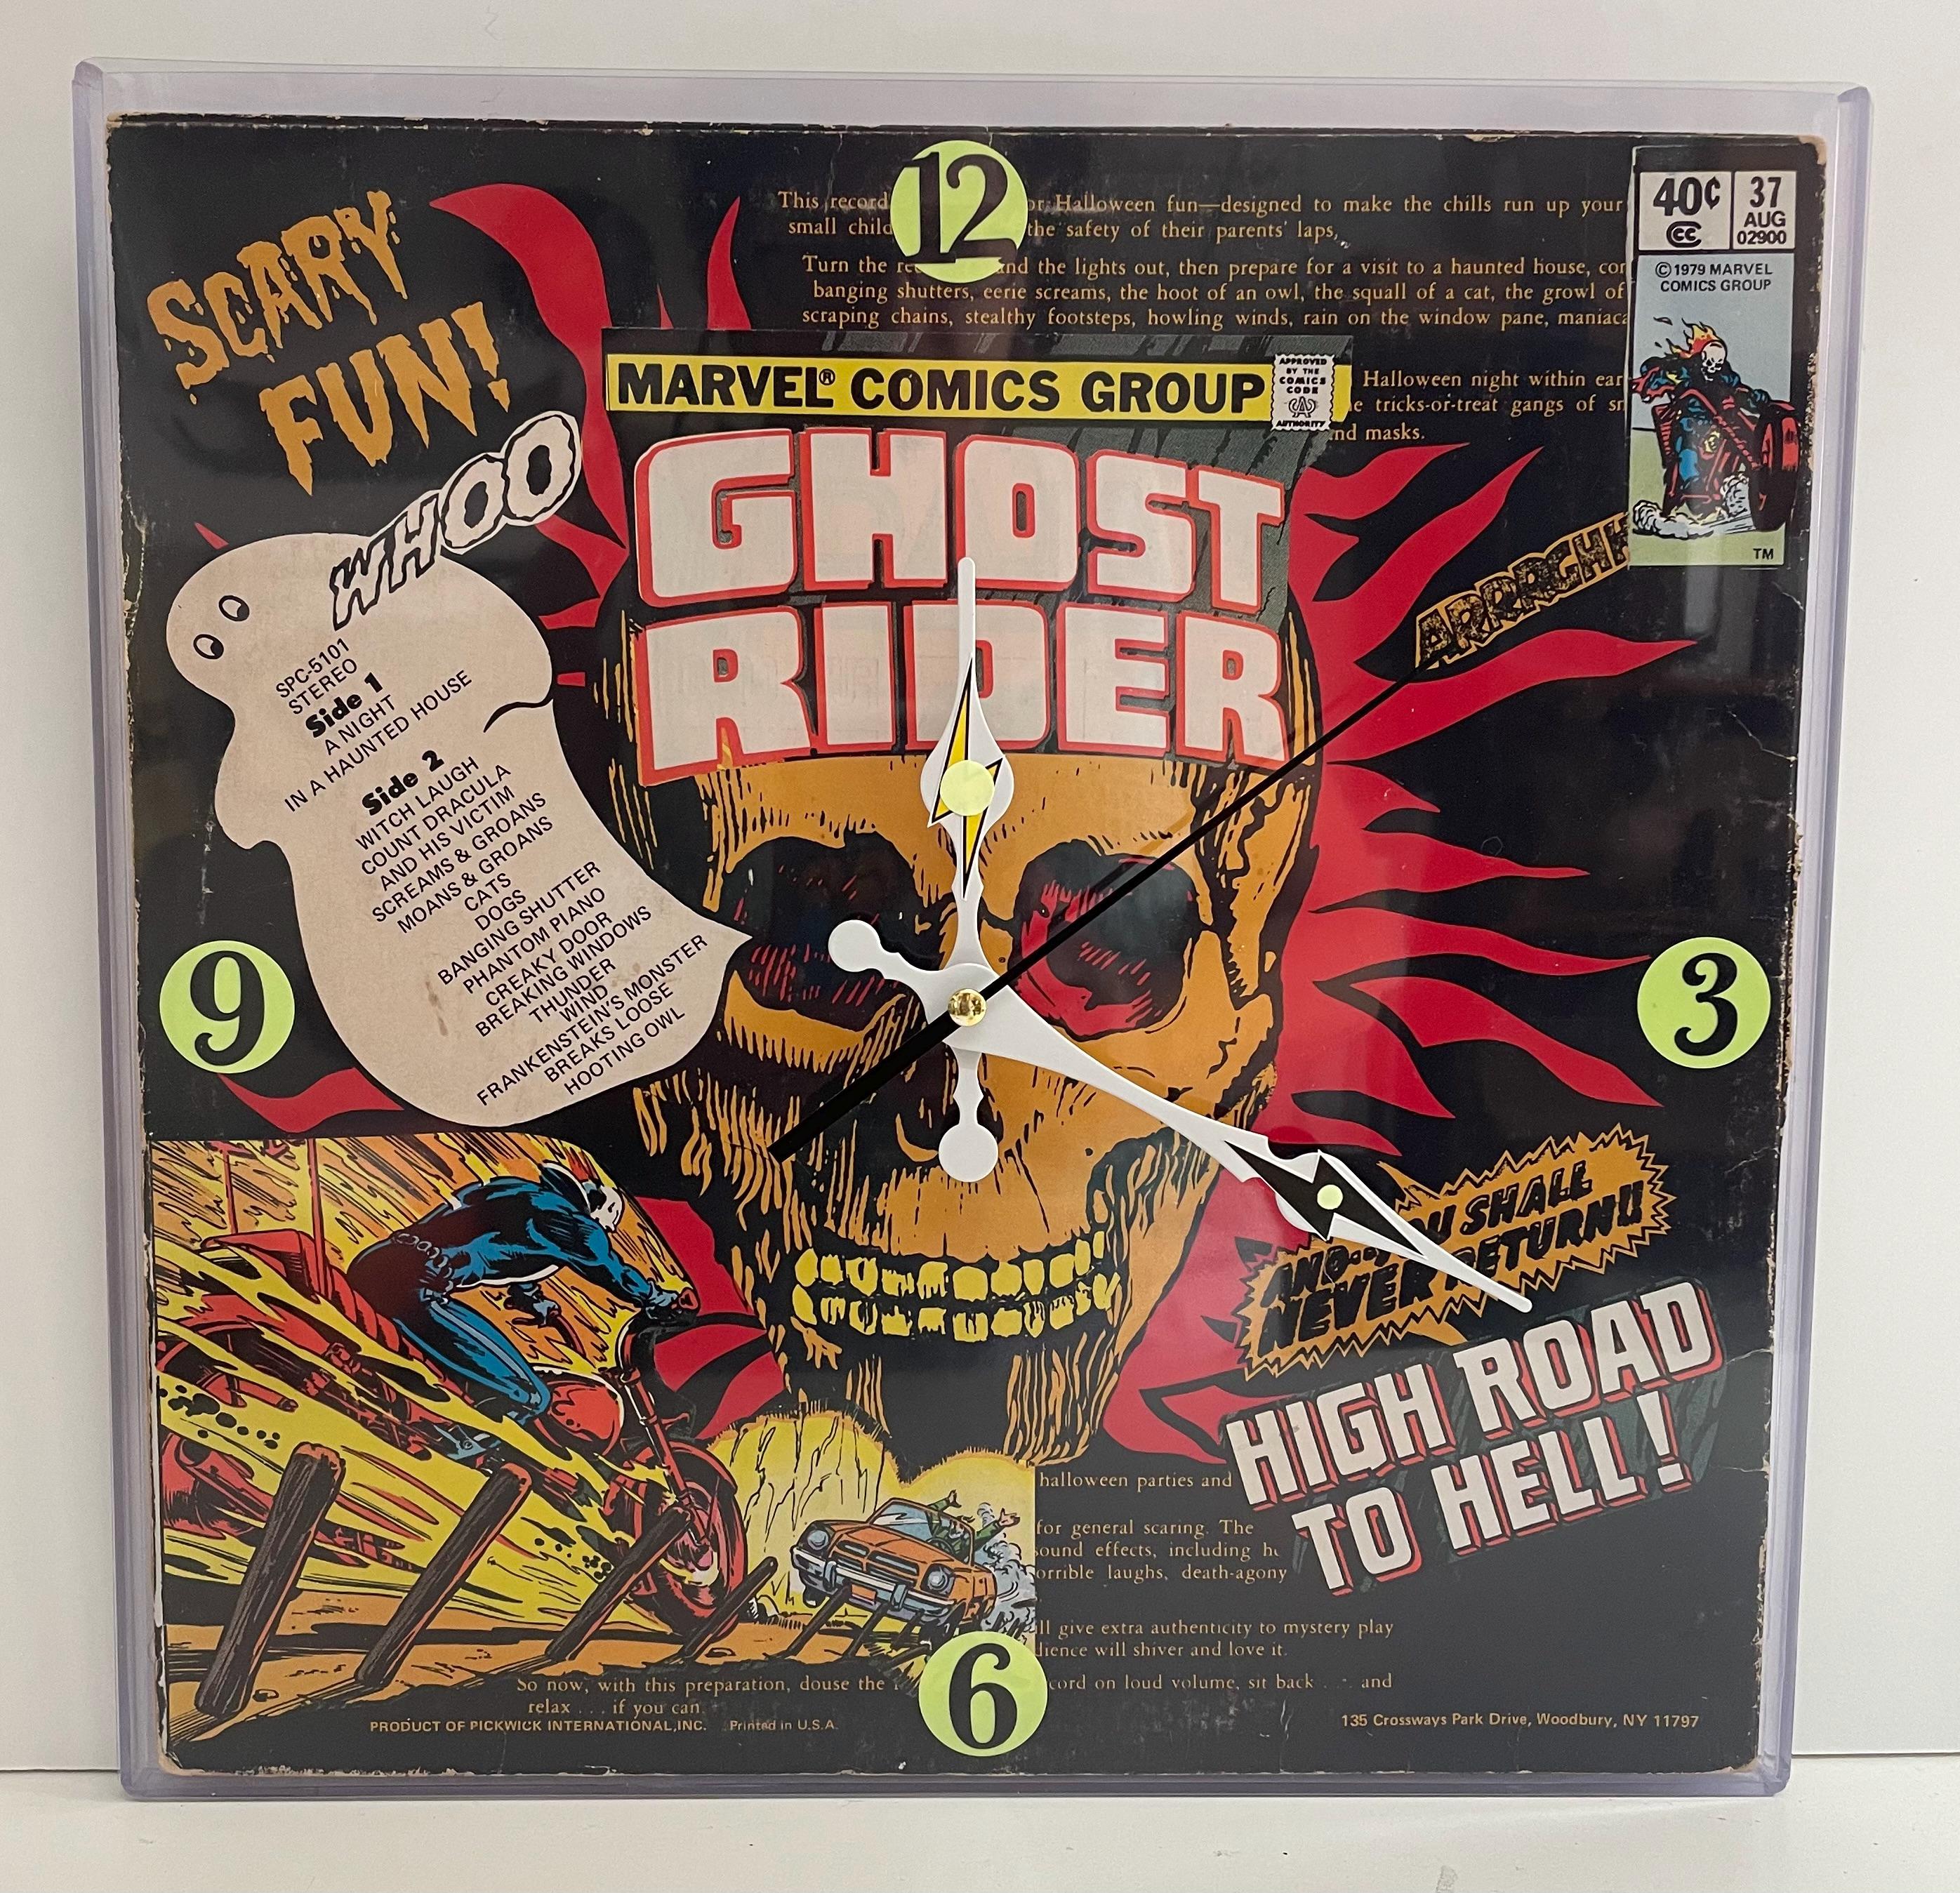 SCARY
FUN!
12
This record or Halloween fun—designed to make the chills run up your
small child the safety of their parents' laps,
Turn the and the lights out, then prepare for a visit to a haunted house,
banging shutters, eerie screams, the hoot of an owl, the squall of a cat, the growl of
scraping chains, stealthy footsteps, howling winds, rain on the window pane,
Halloween night within ear
tricks-or-treat gangs of
and masks.
40¢
CC
37
AUG
02900
© 1979 MARVEL
COMICS GROUP
TM
MARVEL® COMICS GROUP
APPROVED
BY THE
COMICS
CODE
CA
AUTHORITY
GHOST
RIDER
WHOO
SPC-5101
STEREO
Side 1
A NIGHT
IN A HAUNTED HOUSE
Side 2
WITCH LAUGH
COUNT DRACULA
AND HIS VICTIM
SCREAMS & GROANS
MOANS & GROANS
CATS
DOGS
BANGING SHUTTER
PHANTOM PIANO
CREAKY DOOR
BREAKING WINDOWS
THUNDER
WIND
FRANKENSTEIN'S MONSTER
BREAKS LOOSE
HOOTING OWL
ARRRGHH
9
3
AND.. YOU SHALL
NEVER RETURN!!
HIGH ROAD
TO HELL!
halloween parties and
for general scaring. The
sound effects, including
horrible laughs, death-agony
will give extra authenticity to mystery play
audience will shiver and love it.
6
So now, with this preparation, douse the cord on loud volume, sit back . . . and
relax . . . if you can.
PRODUCT OF PICKWICK INTERNATIONAL, INC. Printed in U.S.A.
135 Crossways Park Drive, Woodbury, NY 11797